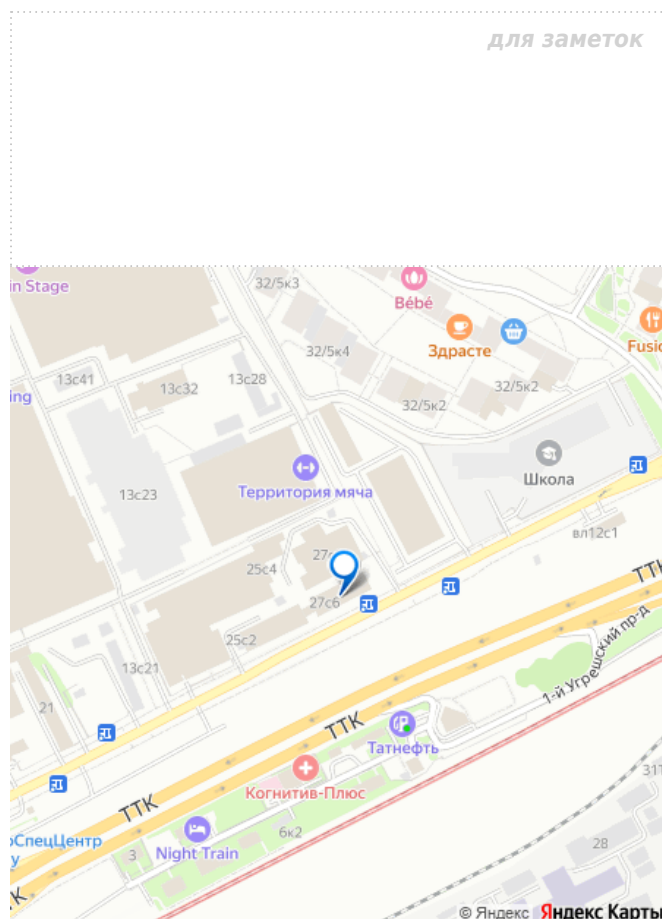 для заметок
in Stage
32/5к3
Bébé
Здрасте
32/5к4
Fusio
13с41
13с32
13с28
32/5к2
32/5к2
ing
Территория мяча
Школа
13с23
вл12с1
27с
25с4
ТТК
27с6
25с2
1-й Угрешский пр-д
13с21
21
ТТК
Татнефть
Когнитив-Плюс
ТТК
6к2
28
оСпецЦентр
у
3
Night Train
© Яндекс Яндекс Карты